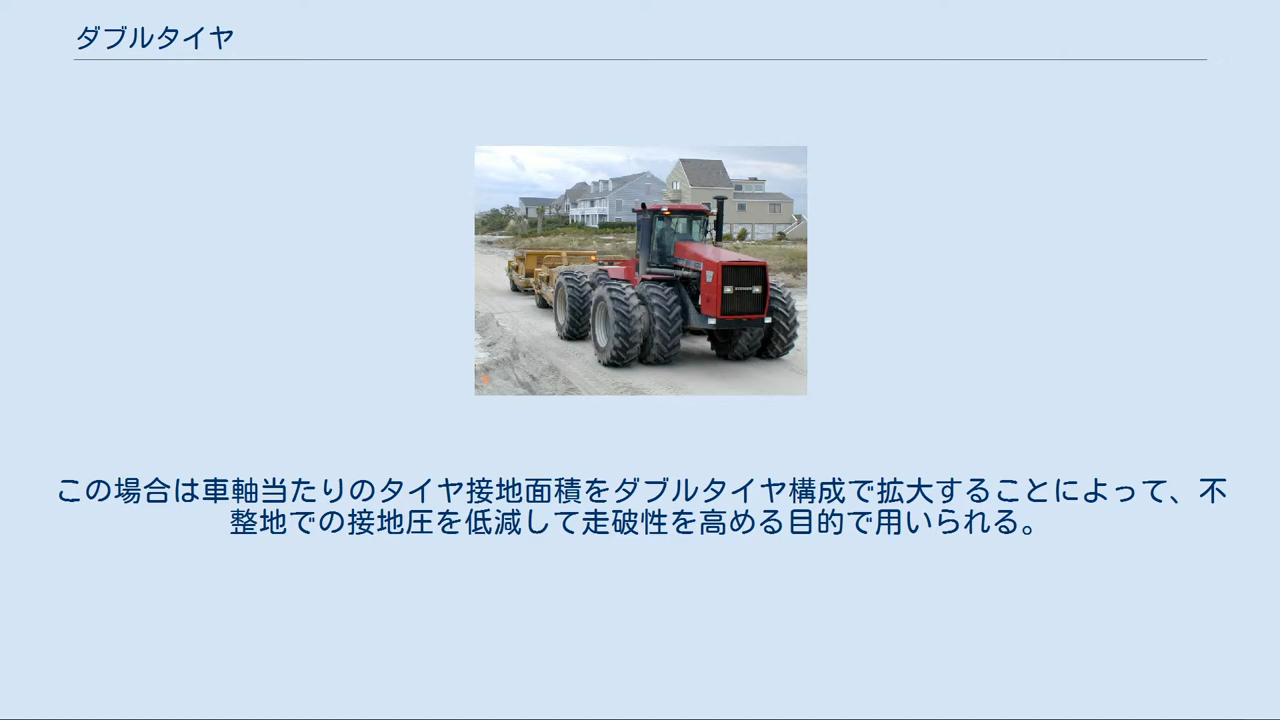 ダブルタイヤ
この場合は車軸当たりのタイヤ接地面積をダブルタイヤ構成で拡大することによって、不
整地での接地圧を低減して走破性を高める目的で用いられる。